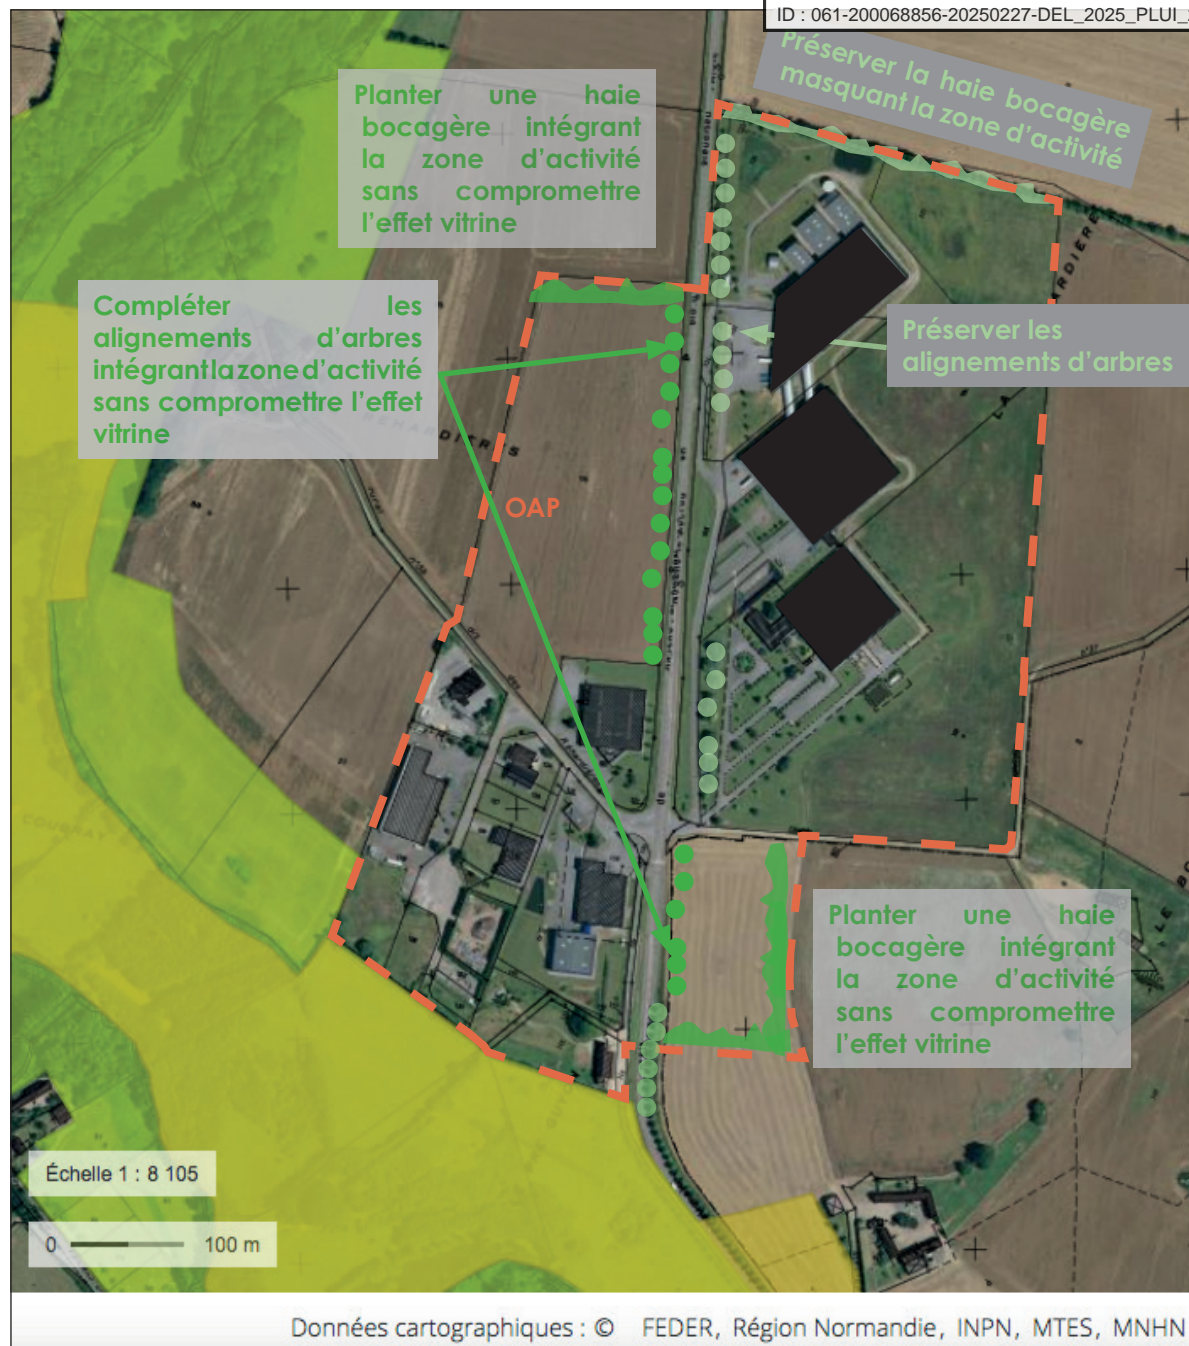 ID : 061-200068856-20250227-DEL_2025_PLUI_
Préserver la haie bocagère
masquant la zone d'activité
Planter une haie
bocagère intégrant
la zone d'activité
sans compromettre
l'effet vitrine
Compléter les
alignements d'arbres
intégrant la zone d'activité
sans compromettre l'effet
vitrine
Préserver les
alignements d'arbres
OAP
COUDRAY
LE
Planter une haie
bocagère intégrant
la zone d'activité
sans compromettre
l'effet vitrine
Échelle 1 : 8 105
0 100 m
Données cartographiques : © FEDER, Région Normandie, INPN, MTES, MNHN